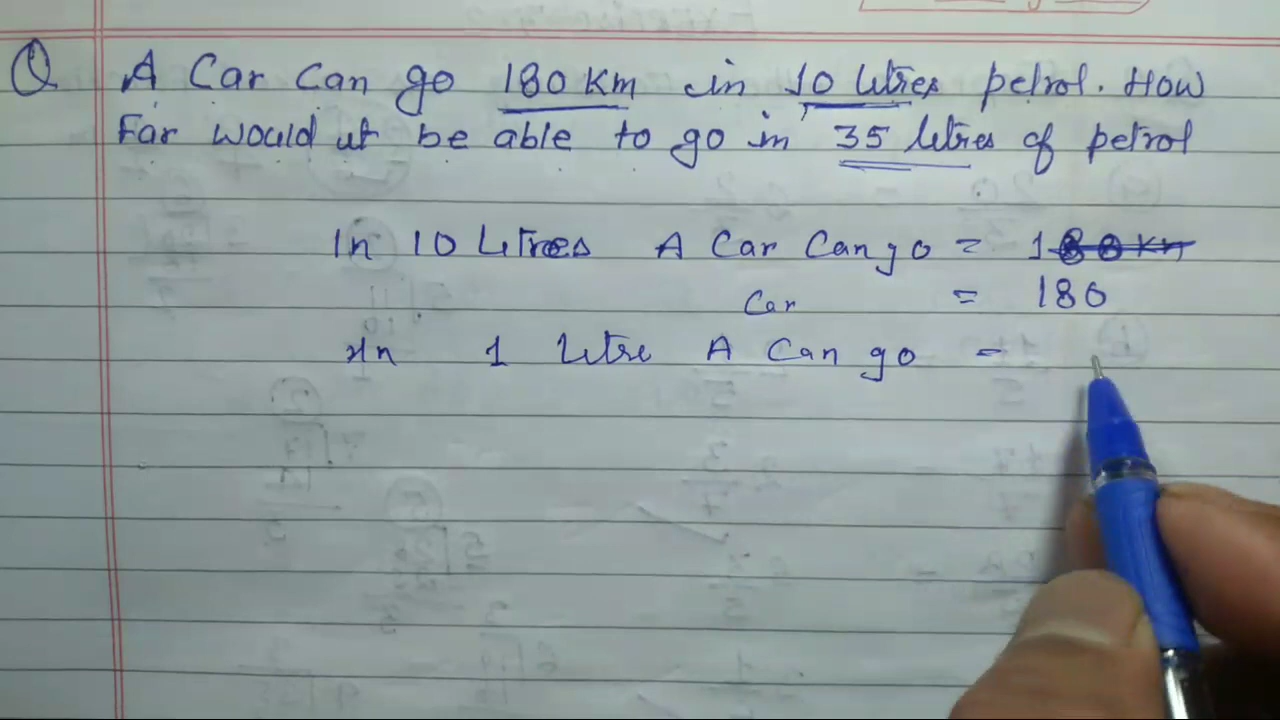 Q A Car Can go 180 Km in 10 litres petrol. How
Far would it be able to go in 35 litres of petrol
In 10 Litres A Car Can go = 180 Km
Car = 180
In 1 Litre A Can go -